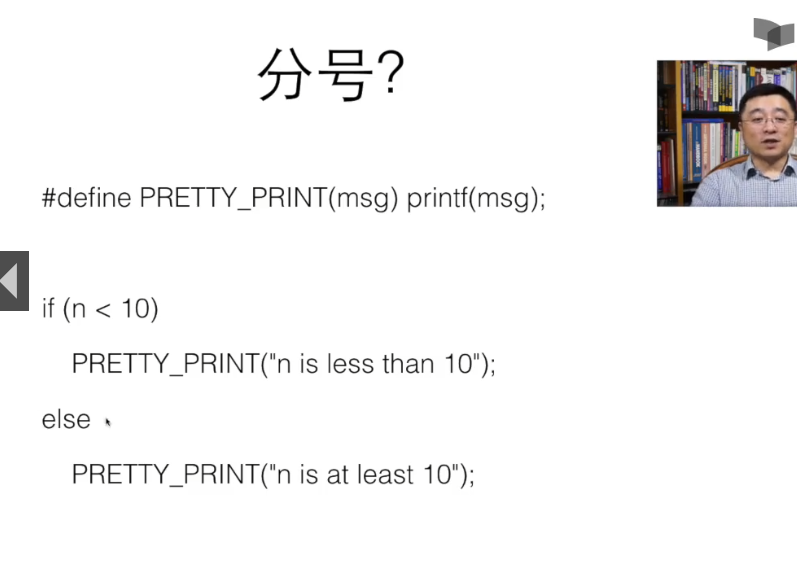 分号?
#define PRETTY_PRINT(msg) printf(msg);
if (n < 10)
PRETTY_PRINT("n is less than 10");
else
PRETTY_PRINT("n is at least 10");